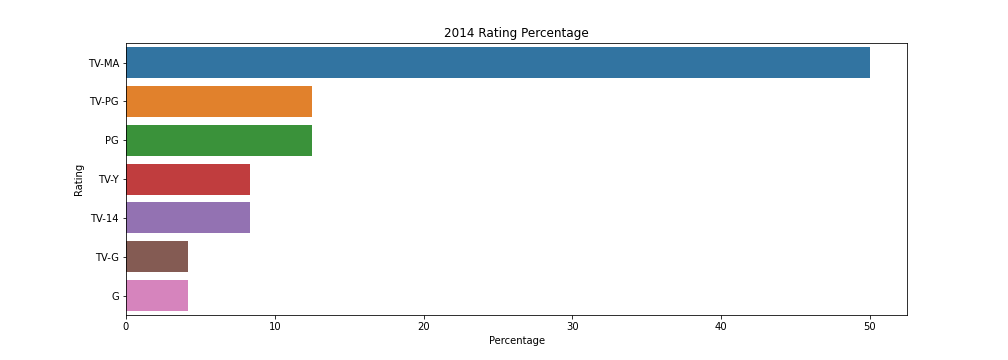 2014 Rating Percentage
TV-MA
TV-PG
PG
TV-Y
TV-14
TV-G
G
Rating
0 10 20 30 40 50
Percentage